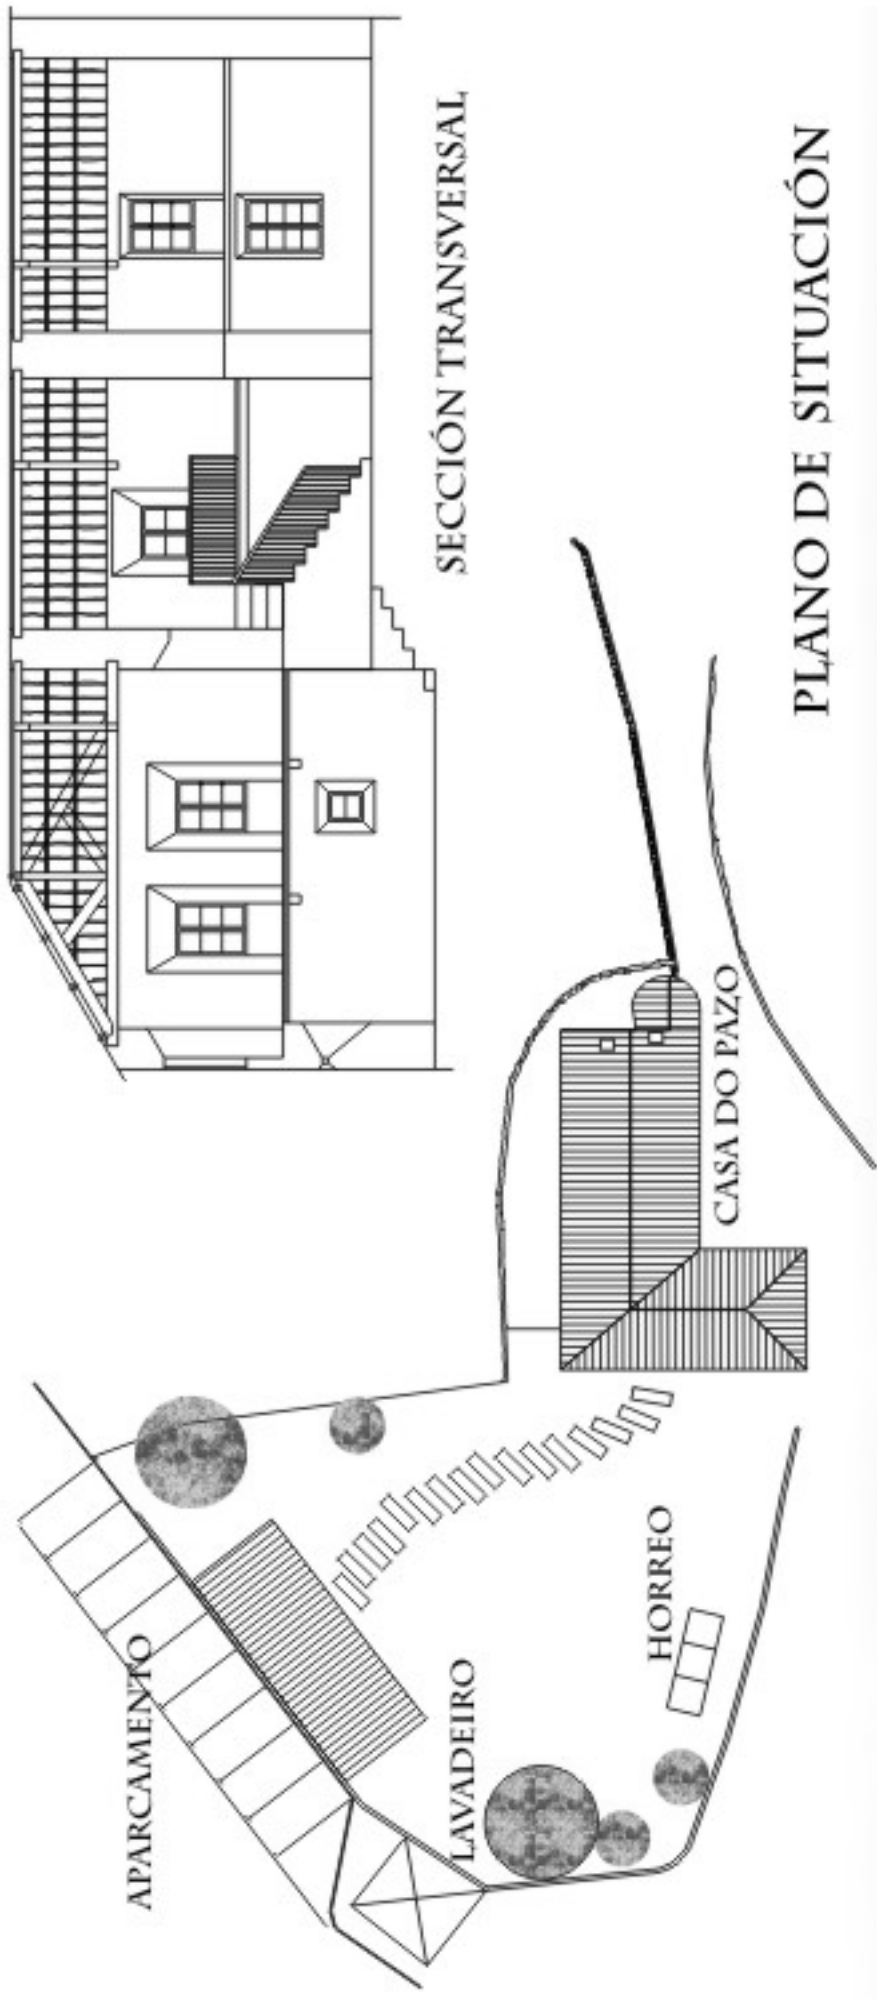 SECCIÓN TRANSVERSAL
PLANO DE SITUACIÓN
APARCAMENTO
LAVADEIRO
HORREO
CASA DO PAZO